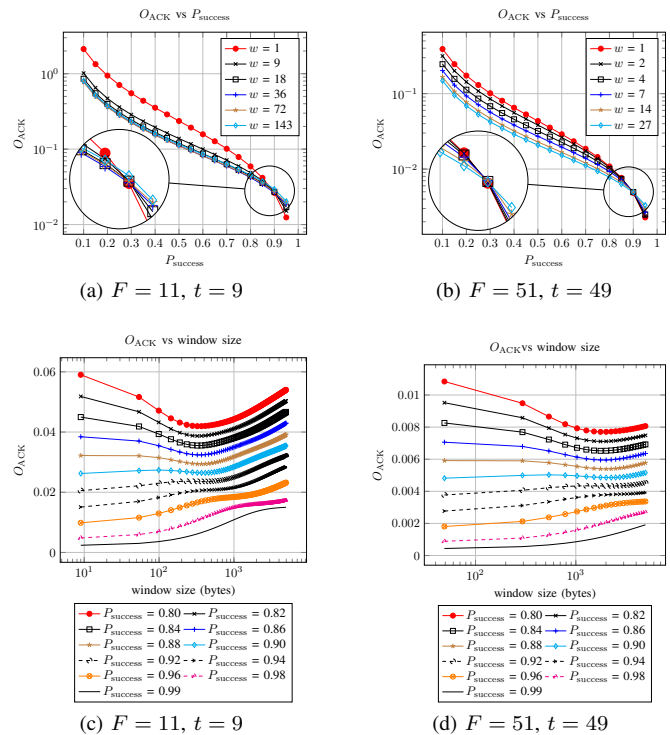 O_ACK vs P_success
O_ACK
10^0
10^−1
10^−2
w = 1
w = 9
w = 18
w = 36
w = 72
w = 143
0.1 0.2 0.3 0.4 0.5 0.6 0.7 0.8 0.9 1
P_success
(a) F = 11, t = 9
O_ACK vs P_success
O_ACK
10^−1
10^−2
w = 1
w = 2
w = 4
w = 7
w = 14
w = 27
0.1 0.2 0.3 0.4 0.5 0.6 0.7 0.8 0.9 1
P_success
(b) F = 51, t = 49
O_ACK vs window size
O_ACK
0.06
0.04
0.02
0
10^1 10^2 10^3
window size (bytes)
P_success = 0.80 P_success = 0.82
P_success = 0.84 P_success = 0.86
P_success = 0.88 P_success = 0.90
P_success = 0.92 P_success = 0.94
P_success = 0.96 P_success = 0.98
P_success = 0.99
(c) F = 11, t = 9
O_ACK vs window size
O_ACK
0.01
0.008
0.006
0.004
0.002
0
10^2 10^3
window size (bytes)
P_success = 0.80 P_success = 0.82
P_success = 0.84 P_success = 0.86
P_success = 0.88 P_success = 0.90
P_success = 0.92 P_success = 0.94
P_success = 0.96 P_success = 0.98
P_success = 0.99
(d) F = 51, t = 49